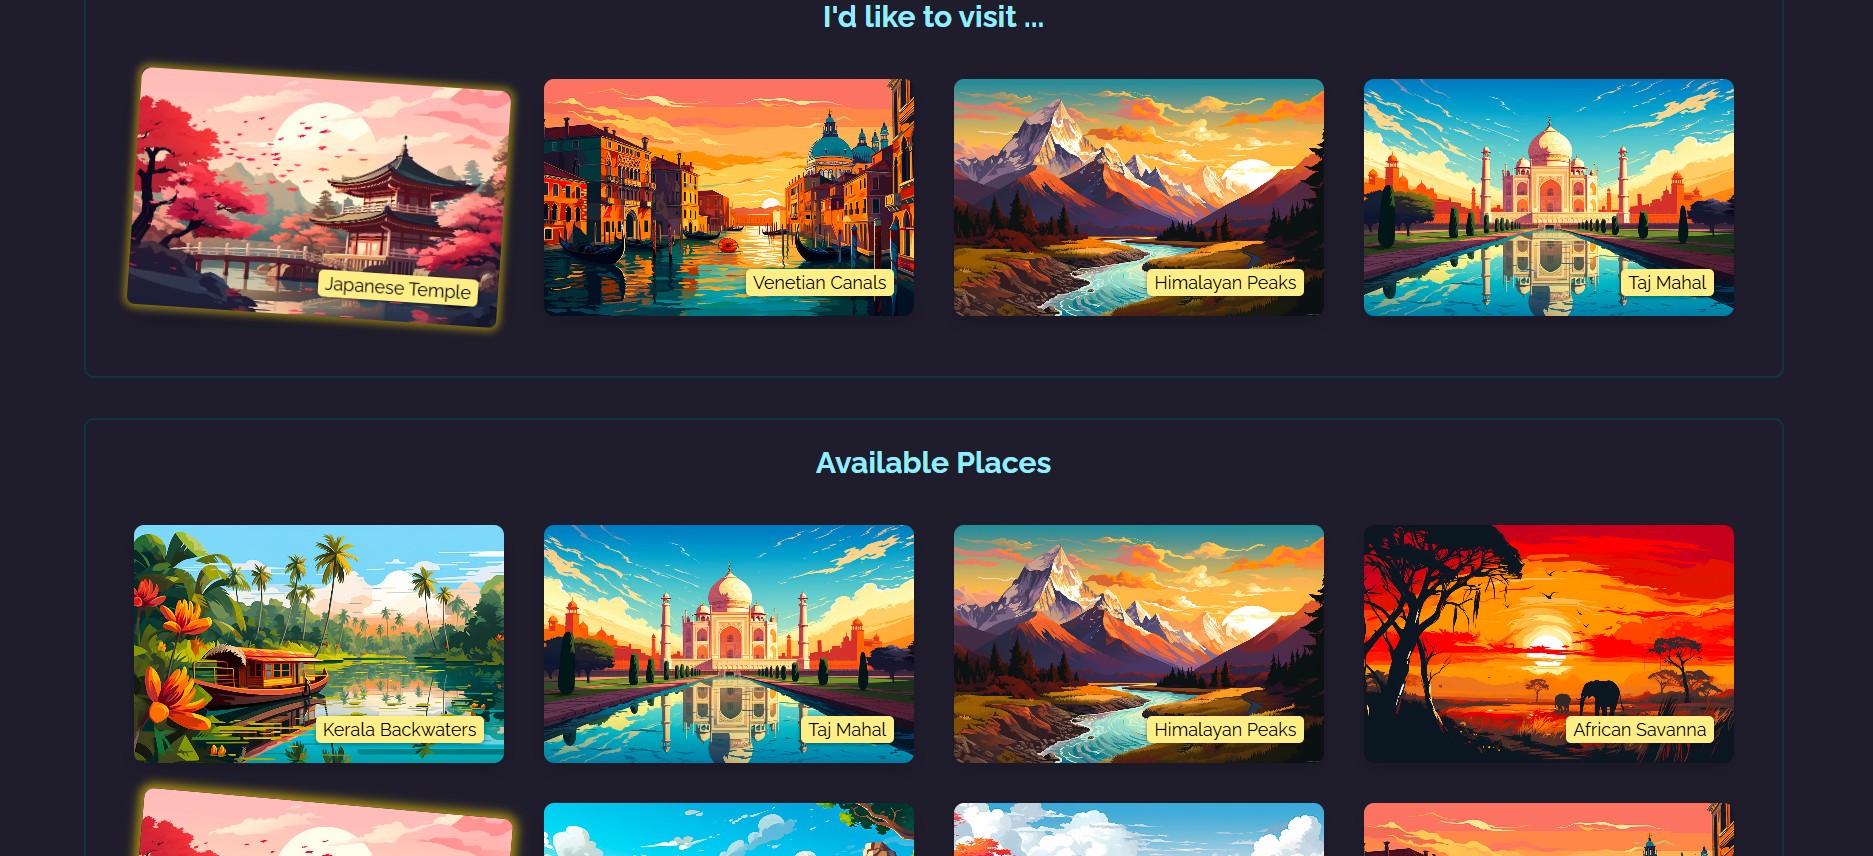 I'd like to visit ...
Japanese Temple
Venetian Canals
Himalayan Peaks
Taj Mahal
Available Places
Kerala Backwaters
Taj Mahal
Himalayan Peaks
African Savanna